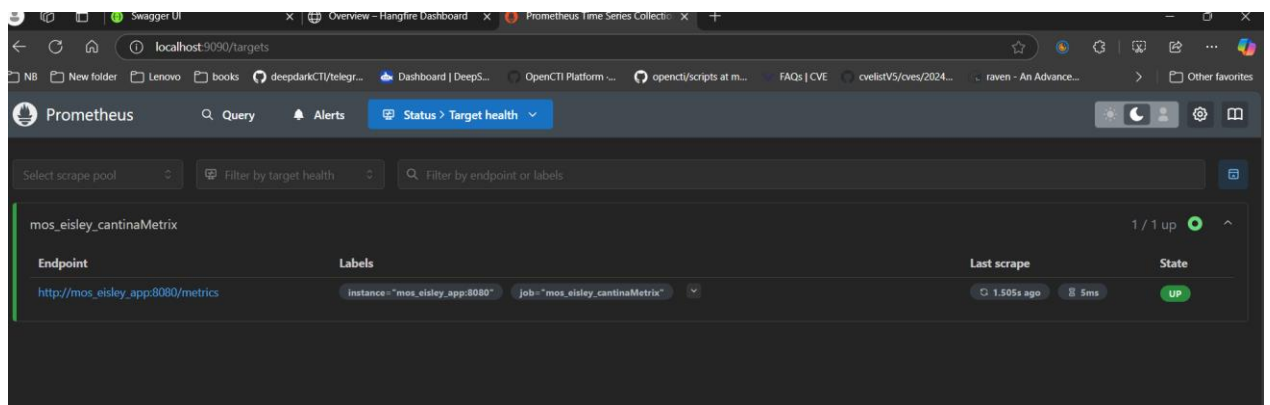 Swagger UI
Overview – Hangfire Dashboard
Prometheus Time Series Collectio
localhost:9090/targets
NB New folder Lenovo books deepdarkCTI/telegr... Dashboard | DeepS... OpenCTI Platform -... opencti/scripts at m... FAQs | CVE cvelistV5/cves/2024... raven - An Advance... Other favorites
Prometheus Query Alerts Status > Target health
Select scrape pool Filter by target health Filter by endpoint or labels
mos_eisley_cantinaMetrix 1 / 1 up
Endpoint Labels Last scrape State
http://mos_eisley_app:8080/metrics instance="mos_eisley_app:8080" job="mos_eisley_cantinaMetrix" 1.505s ago 5ms UP